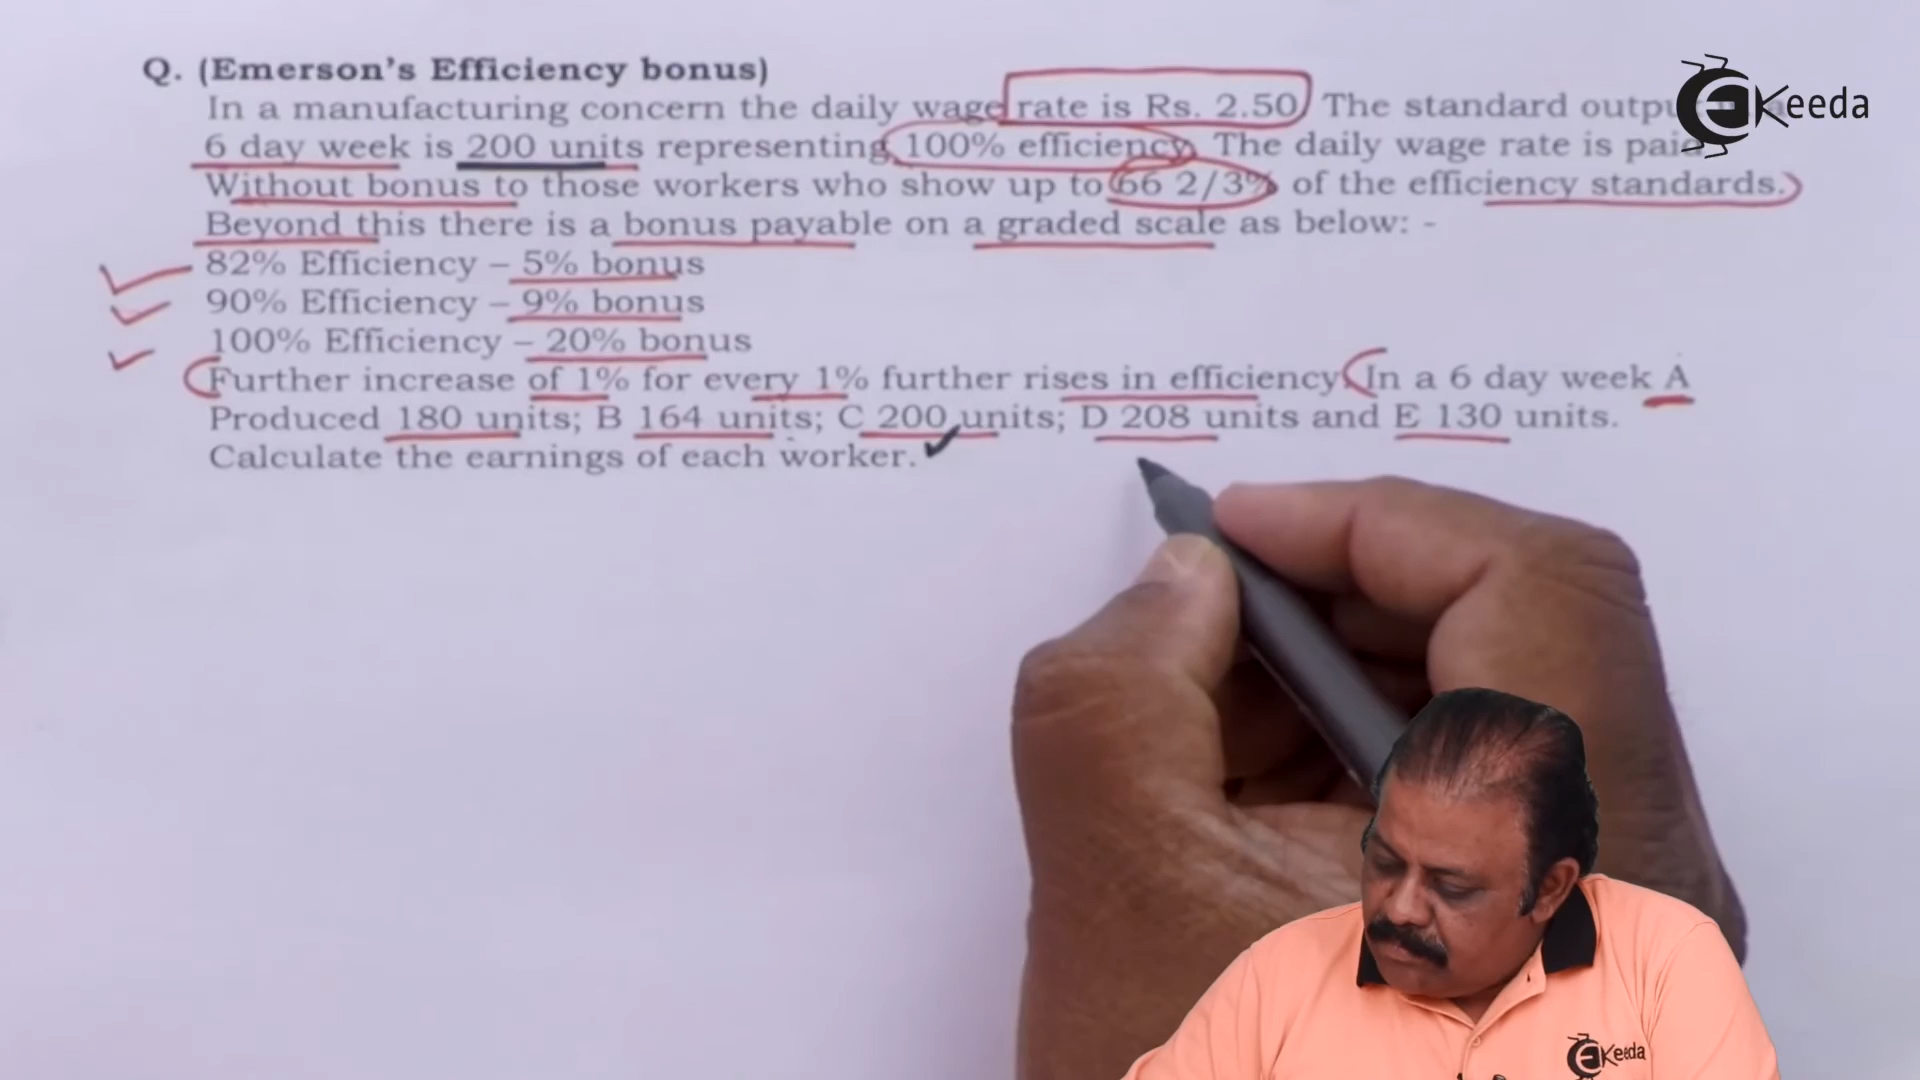 Q. (Emerson's Efficiency bonus)
In a manufacturing concern the daily wage rate is Rs. 2.50 The standard outpu
6 day week is 200 units representing 100% efficiency The daily wage rate is paid
Without bonus to those workers who show up to 66 2/3% of the efficiency standards.
Beyond this there is a bonus payable on a graded scale as below: -
82% Efficiency – 5% bonus
90% Efficiency – 9% bonus
100% Efficiency – 20% bonus
Further increase of 1% for every 1% further rises in efficiency. In a 6 day week A
Produced 180 units; B 164 units; C 200 units; D 208 units and E 130 units.
Calculate the earnings of each worker.
eKeeda
eKeeda